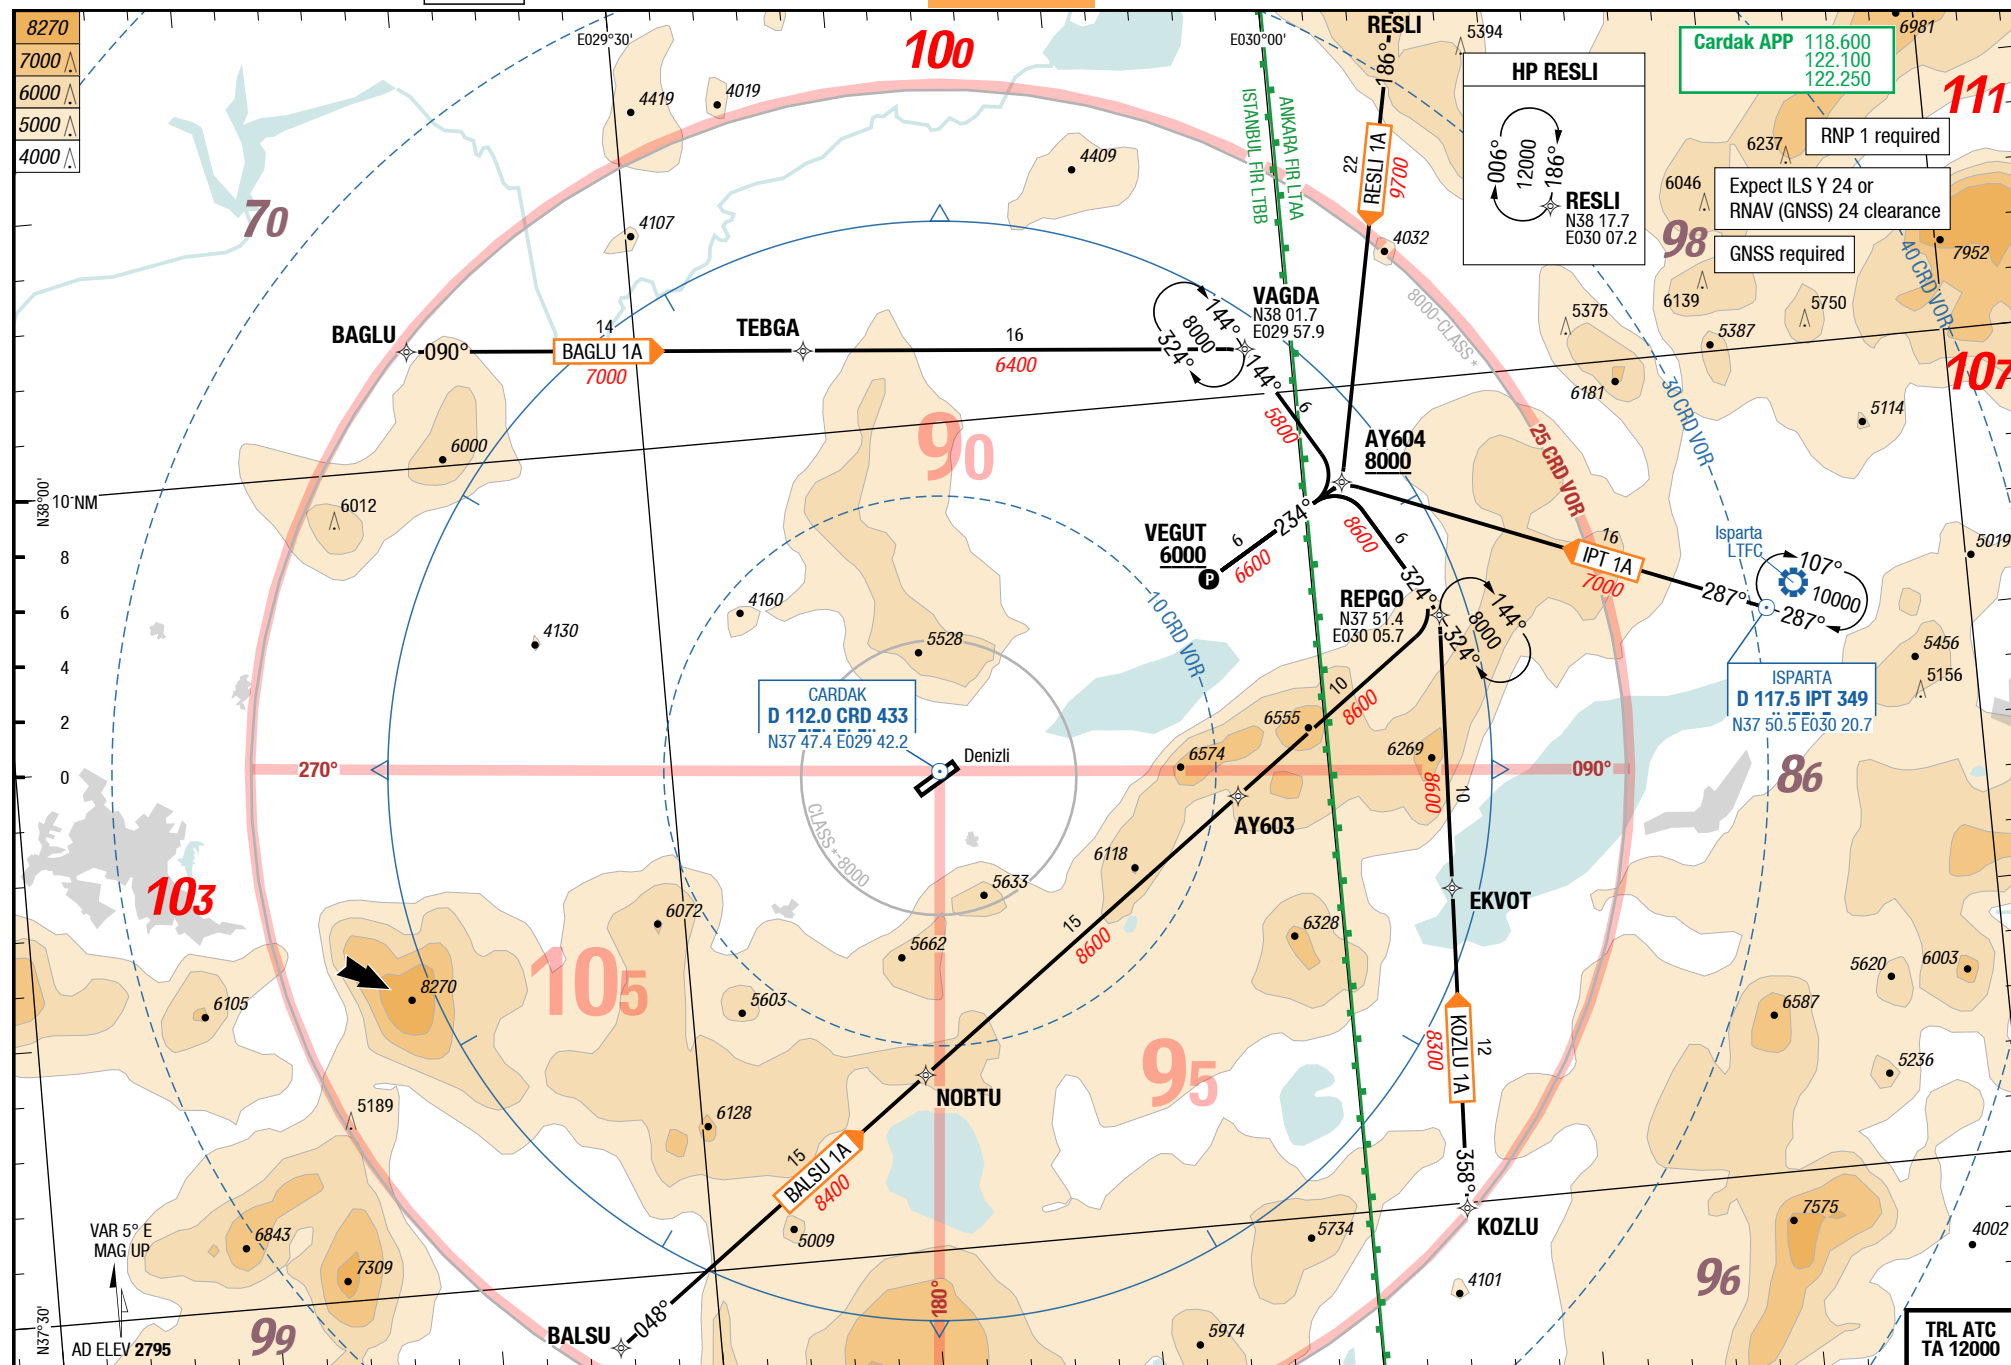 8270
7000
6000
5000
4000
E029°30'
100
E030°00'
RESLI
186°
5394
6981
Cardak APP 118.600
122.100
122.250
111
HP RESLI
006°
12000
186°
RESLI
N38 17.7
E030 07.2
RNP 1 required
6237
6046
Expect ILS Y 24 or
RNAV (GNSS) 24 clearance
98
GNSS required
7952
40 CRD VOR
4419
4019
4409
4107
70
ISTANBUL FIR LTBB
ANKARA FIR LTAA
22
RESLI 1A
9700
4032
8000-CLASS *
6139
5750
5375
5387
6181
107
5114
30 CRD VOR
25 CRD VOR
BAGLU
090°
14
BAGLU 1A
7000
TEBGA
16
6400
VAGDA
N38 01.7
E029 57.9
144°
8000
324°
144°
6
5800
AY604
8000
6000
6012
90
N38°00'
10 NM
8
6
4
2
0
234°
VEGUT
6000
P
6
6600
8600
6
324°
16
IPT 1A
7000
287°
Isparta
LTFC
107°
10000
287°
5019
REPGO
N37 51.4
E030 05.7
144°
8000
324°
4160
4130
5528
10 CRD VOR
5456
5156
ISPARTA
D 117.5 IPT 349
N37 50.5 E030 20.7
CARDAK
D 112.0 CRD 433
N37 47.4 E029 42.2
Denizli
10
8600
6555
6574
6269
270°
090°
86
8600
10
AY603
CLASS *-8000
6118
103
5633
EKVOT
6072
5662
15
8600
6328
5620
6003
8270
105
5603
6105
6587
95
12
KOZLU 1A
8300
5236
NOBTU
5189
6128
15
BALSU 1A
8400
358°
KOZLU
VAR 5° E
MAG UP
6843
7309
5009
5734
7575
4002
4101
96
N37°30'
AD ELEV 2795
99
BALSU
048°
180°
5974
TRL ATC
TA 12000